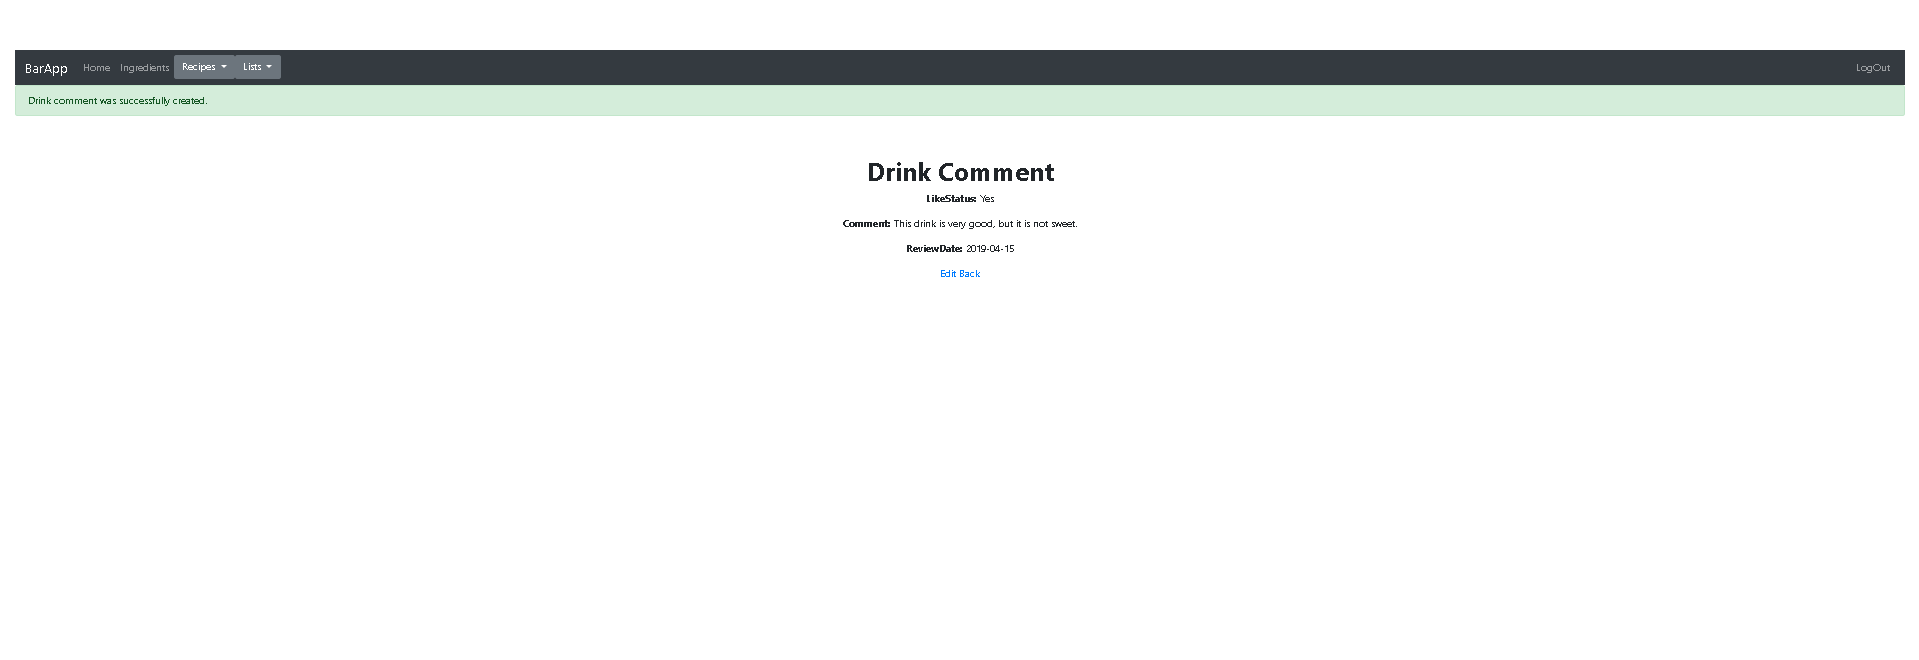 BarApp Home Ingredients Recipes Lists LogOut
Drink comment was successfully created.
Drink Comment
LikeStatus: Yes
Comment: This drink is very good, but it is not sweet.
ReviewDate: 2019-04-15
Edit Back